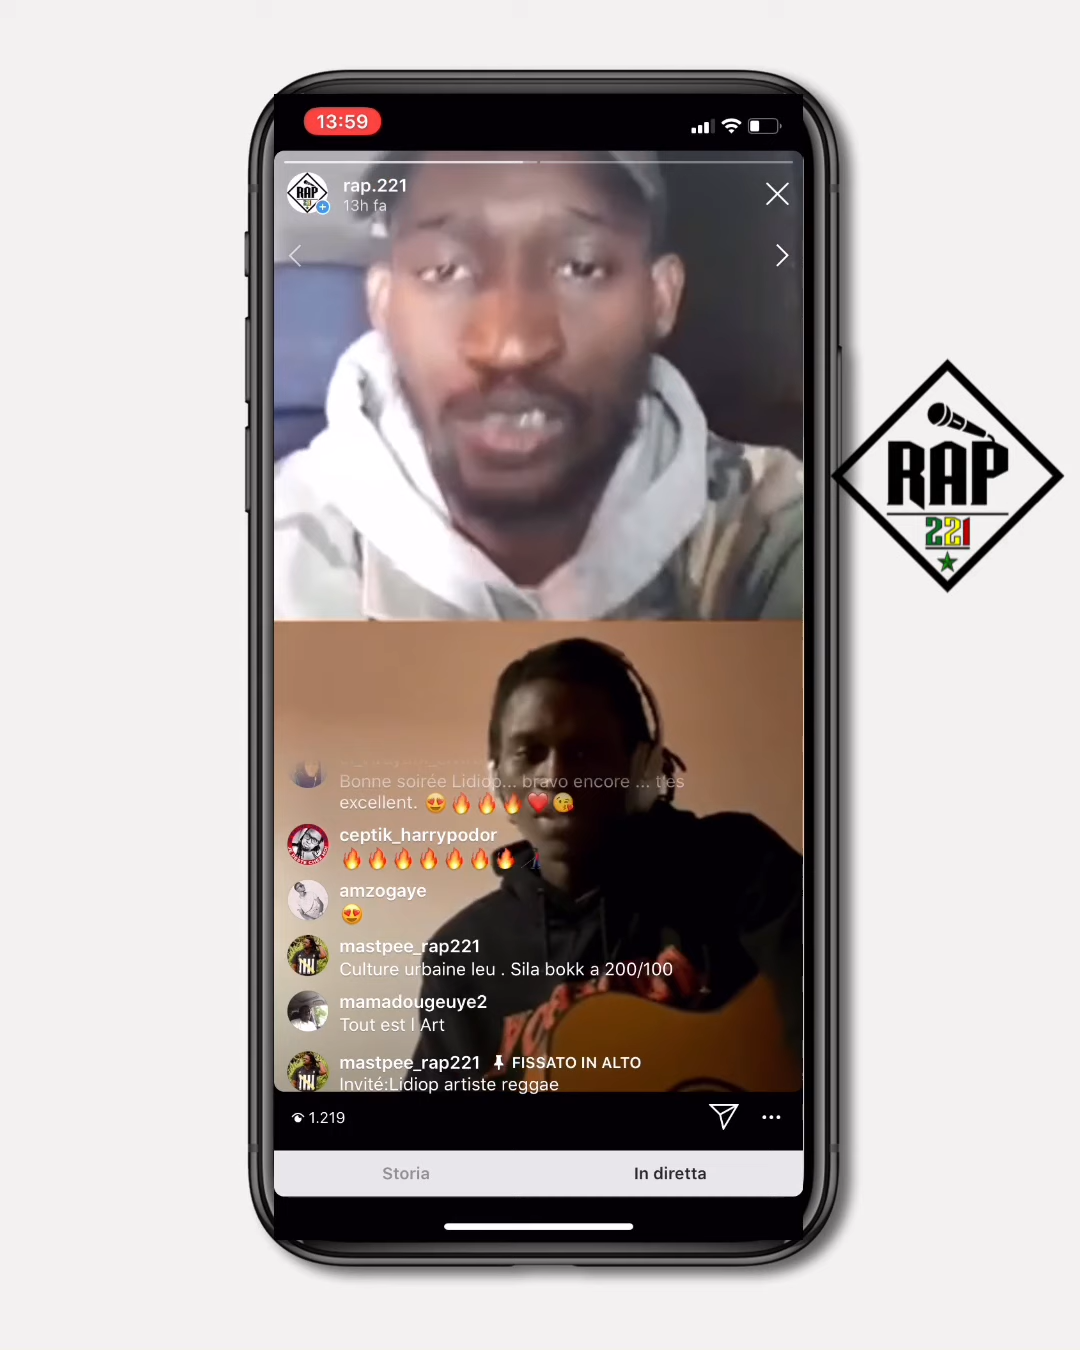 13:59
RAP
221
rap.221
13h fa
RAP
221
Bonne soirée Lidiop... bravo encore ... t'es
excellent. 😍🔥🔥🔥❤️😘
ceptik_harrypodor
🔥🔥🔥🔥🔥🔥🔥
amzogaye
😍
mastpee_rap221
Culture urbaine leu . Sila bokk a 200/100
mamadougeuye2
Tout est l Art
mastpee_rap221 📌 FISSATO IN ALTO
Invité:Lidiop artiste reggae
1.219
Storia In diretta